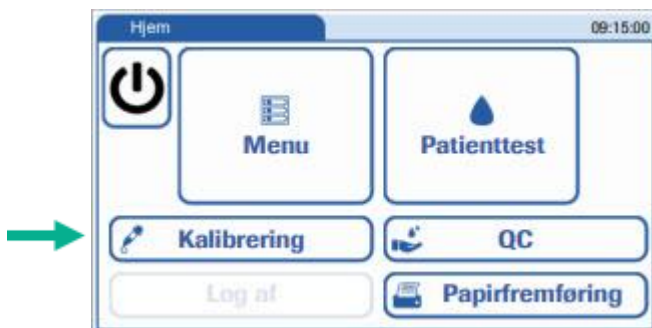 Hjem 09:15:00
Menu Patienttest
Kalibrering QC
Log af Papirfremføring